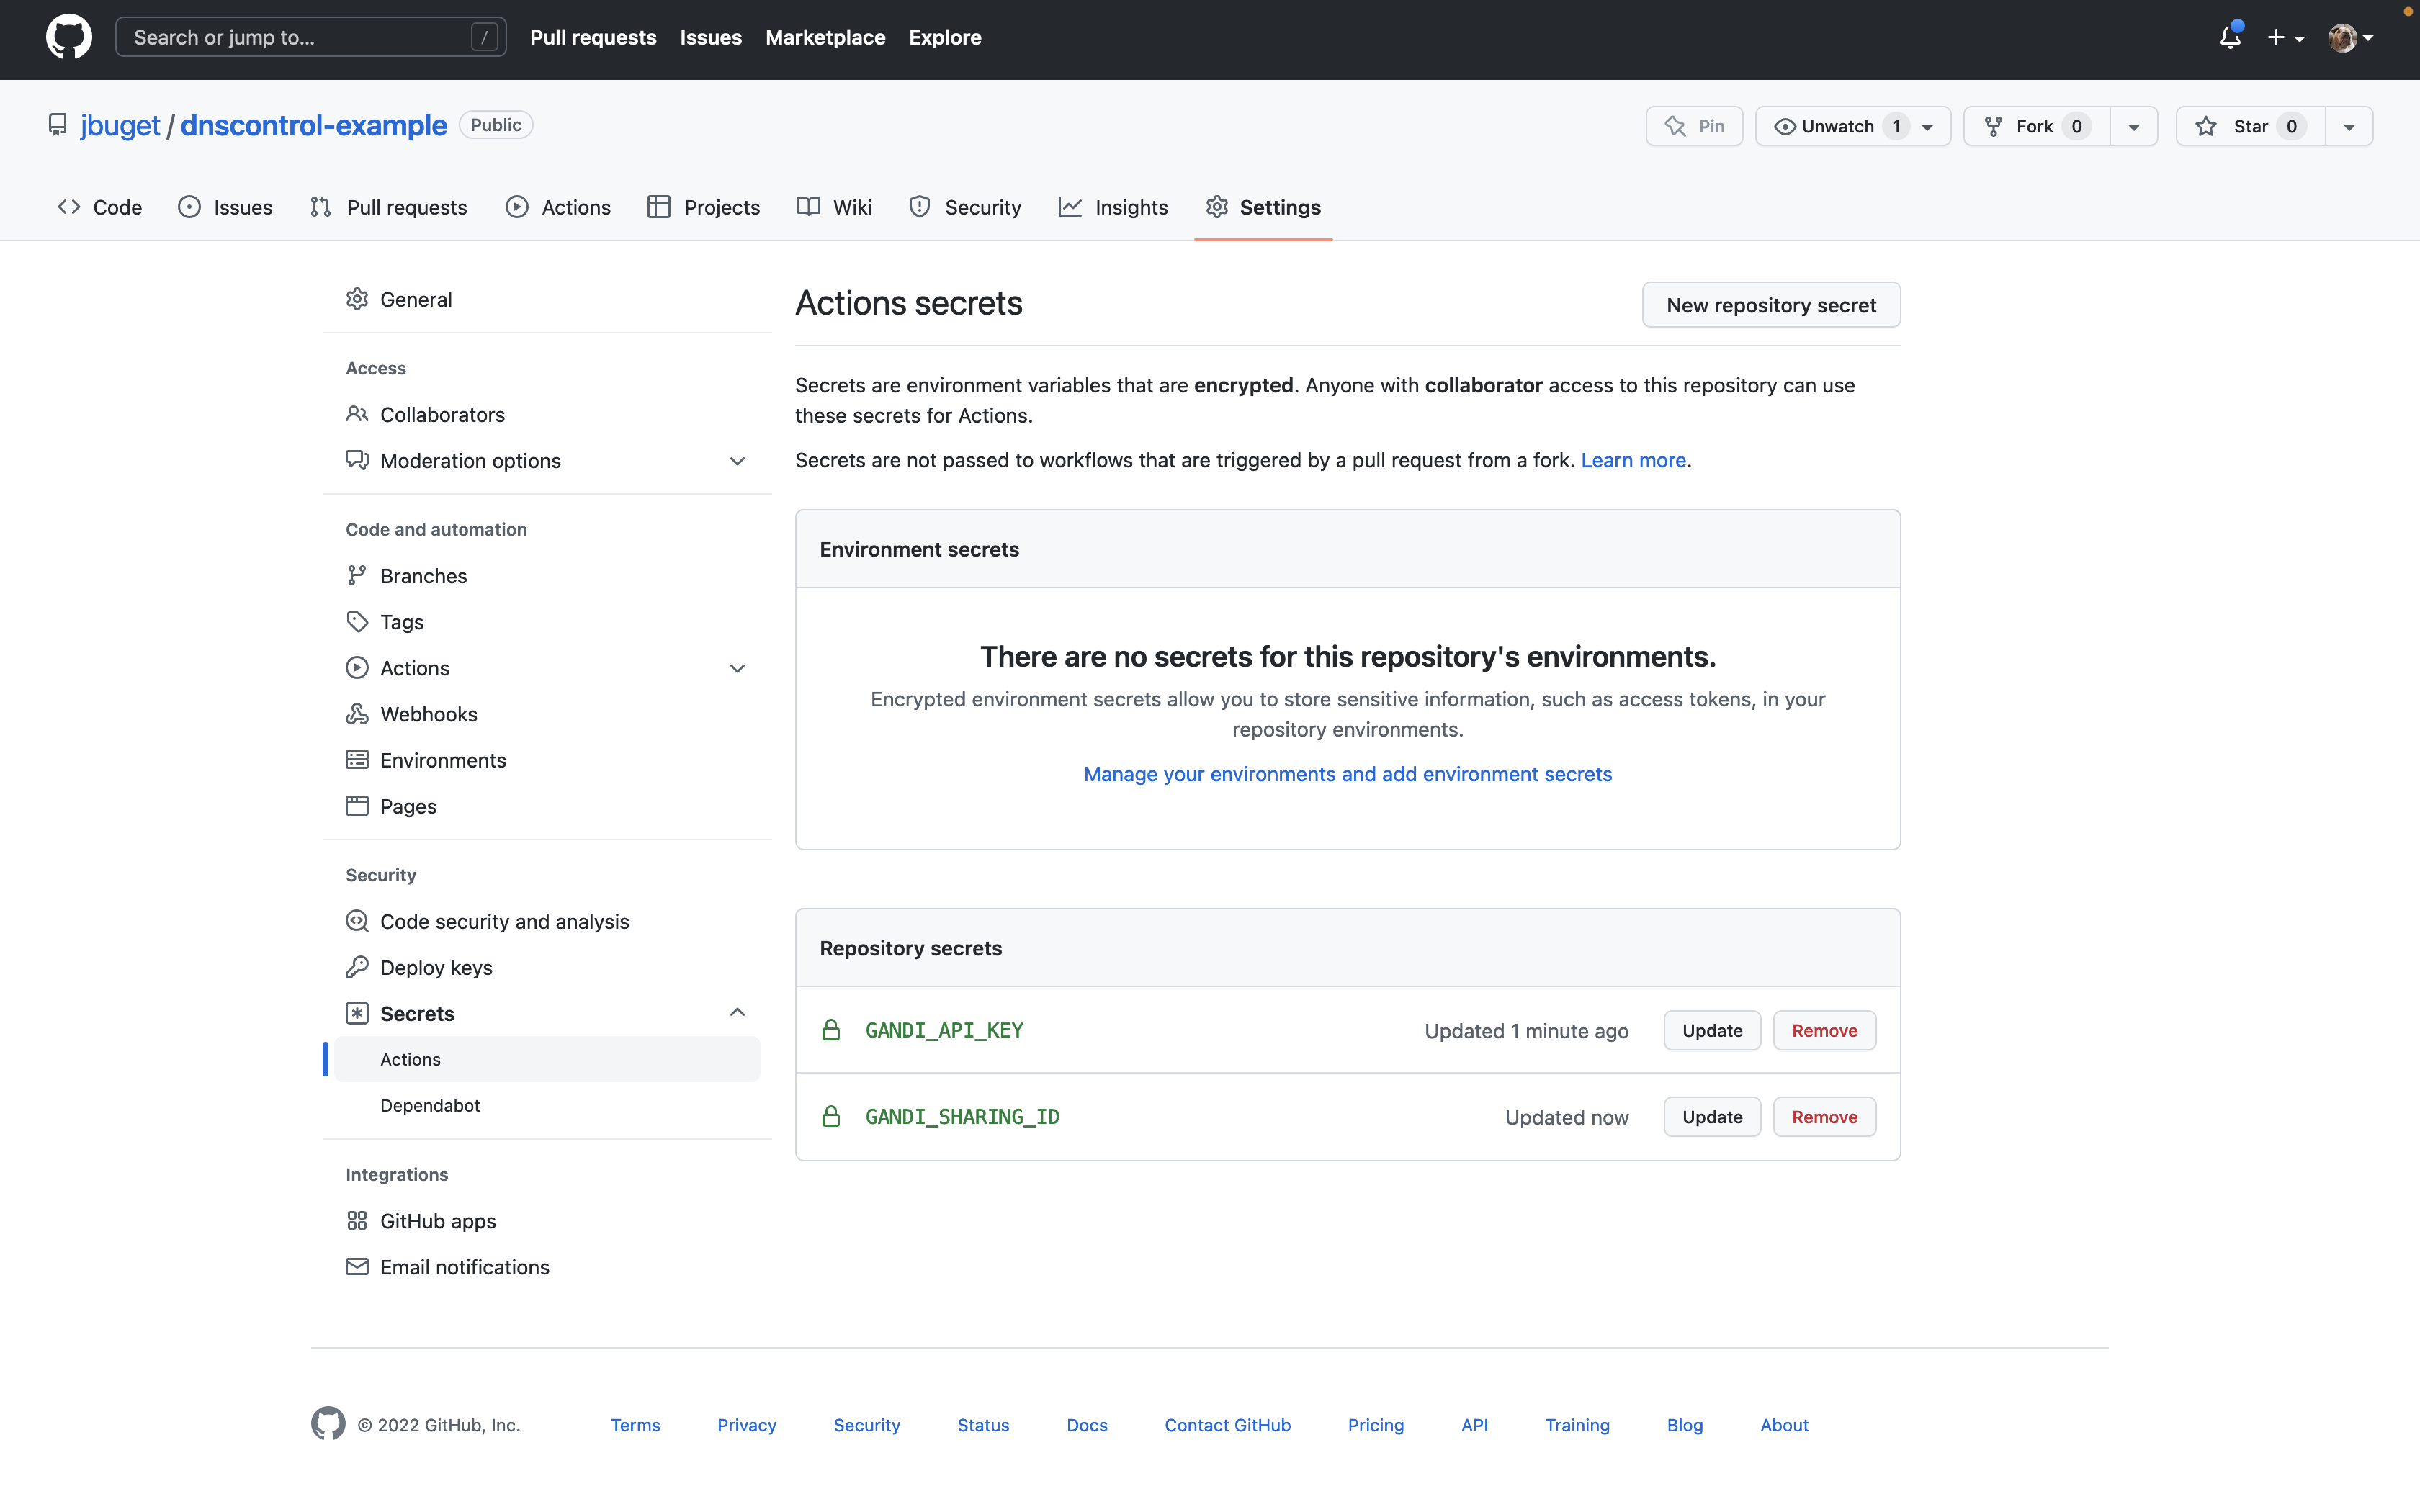 Search or jump to... /
Pull requests Issues Marketplace Explore
jbuget / dnscontrol-example Public
Pin Unwatch 1 Fork 0 Star 0
Code Issues Pull requests Actions Projects Wiki Security Insights Settings
General
Access
Collaborators
Moderation options
Code and automation
Branches
Tags
Actions
Webhooks
Environments
Pages
Security
Code security and analysis
Deploy keys
Secrets
Actions
Dependabot
Integrations
GitHub apps
Email notifications
Actions secrets
New repository secret
Secrets are environment variables that are encrypted. Anyone with collaborator access to this repository can use
these secrets for Actions.
Secrets are not passed to workflows that are triggered by a pull request from a fork. Learn more.
Environment secrets
There are no secrets for this repository's environments.
Encrypted environment secrets allow you to store sensitive information, such as access tokens, in your
repository environments.
Manage your environments and add environment secrets
Repository secrets
GANDI_API_KEY Updated 1 minute ago Update Remove
GANDI_SHARING_ID Updated now Update Remove
© 2022 GitHub, Inc. Terms Privacy Security Status Docs Contact GitHub Pricing API Training Blog About